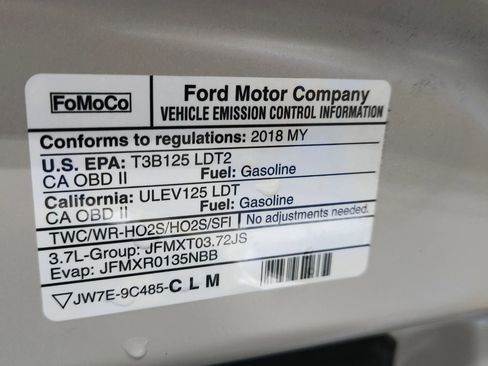 FoMoCo
Ford Motor Company
VEHICLE EMISSION CONTROL INFORMATION
Conforms to regulations: 2018 MY
U.S. EPA: T3B125 LDT2
CA OBD II Fuel: Gasoline
California: ULEV125 LDT
CA OBD II Fuel: Gasoline
TWC/WR-HO2S/HO2S/SFI No adjustments needed.
3.7L-Group: JFMXT03.72JS
Evap: JFMXR0135NBB
JW7E-9C485-CLM